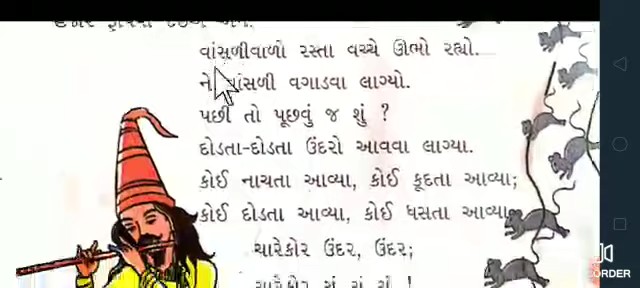 વાંસળીવાળો રસ્તા વચ્ચે ઊભો રહ્યો.
ને વાંસળી વગાડવા લાગ્યો.
પછી તો પૂછવું જ શું ?
દોડતા-દોડતા ઉંદરો આવવા લાગ્યા.
કોઈ નાચતા આવ્યા, કોઈ કૂદતા આવ્યા;
કોઈ દોડતા આવ્યા, કોઈ ધસતા આવ્યા
ચારેકોર ઉંદર, ઉંદર;
ચારેકોર ચૂં ચૂં ચૂં !